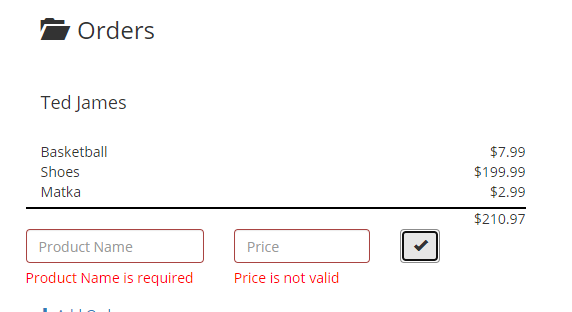 Orders
Ted James
Basketball $7.99
Shoes $199.99
Matka $2.99
$210.97
Product Name Price
Product Name is required Price is not valid